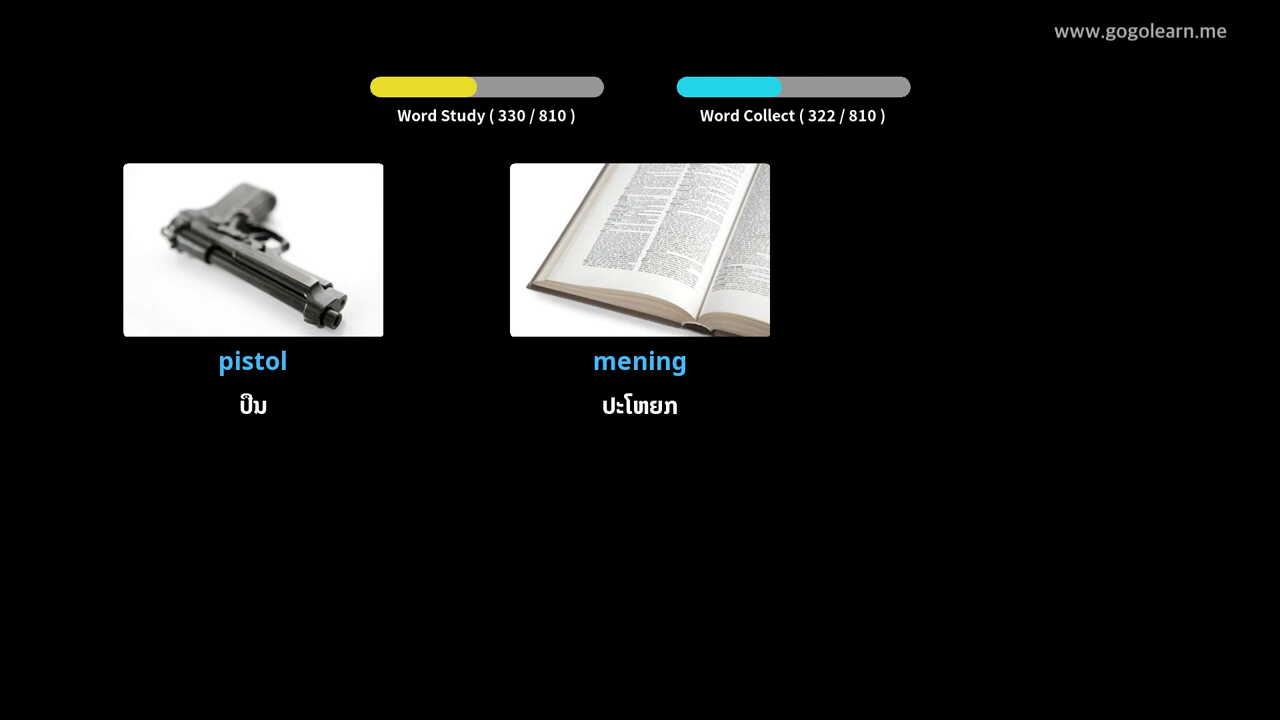 www.gogolearn.me
Word Study ( 330 / 810 )
Word Collect ( 322 / 810 )
pistol
mening
ປືນ
ປະໂຫຍກ